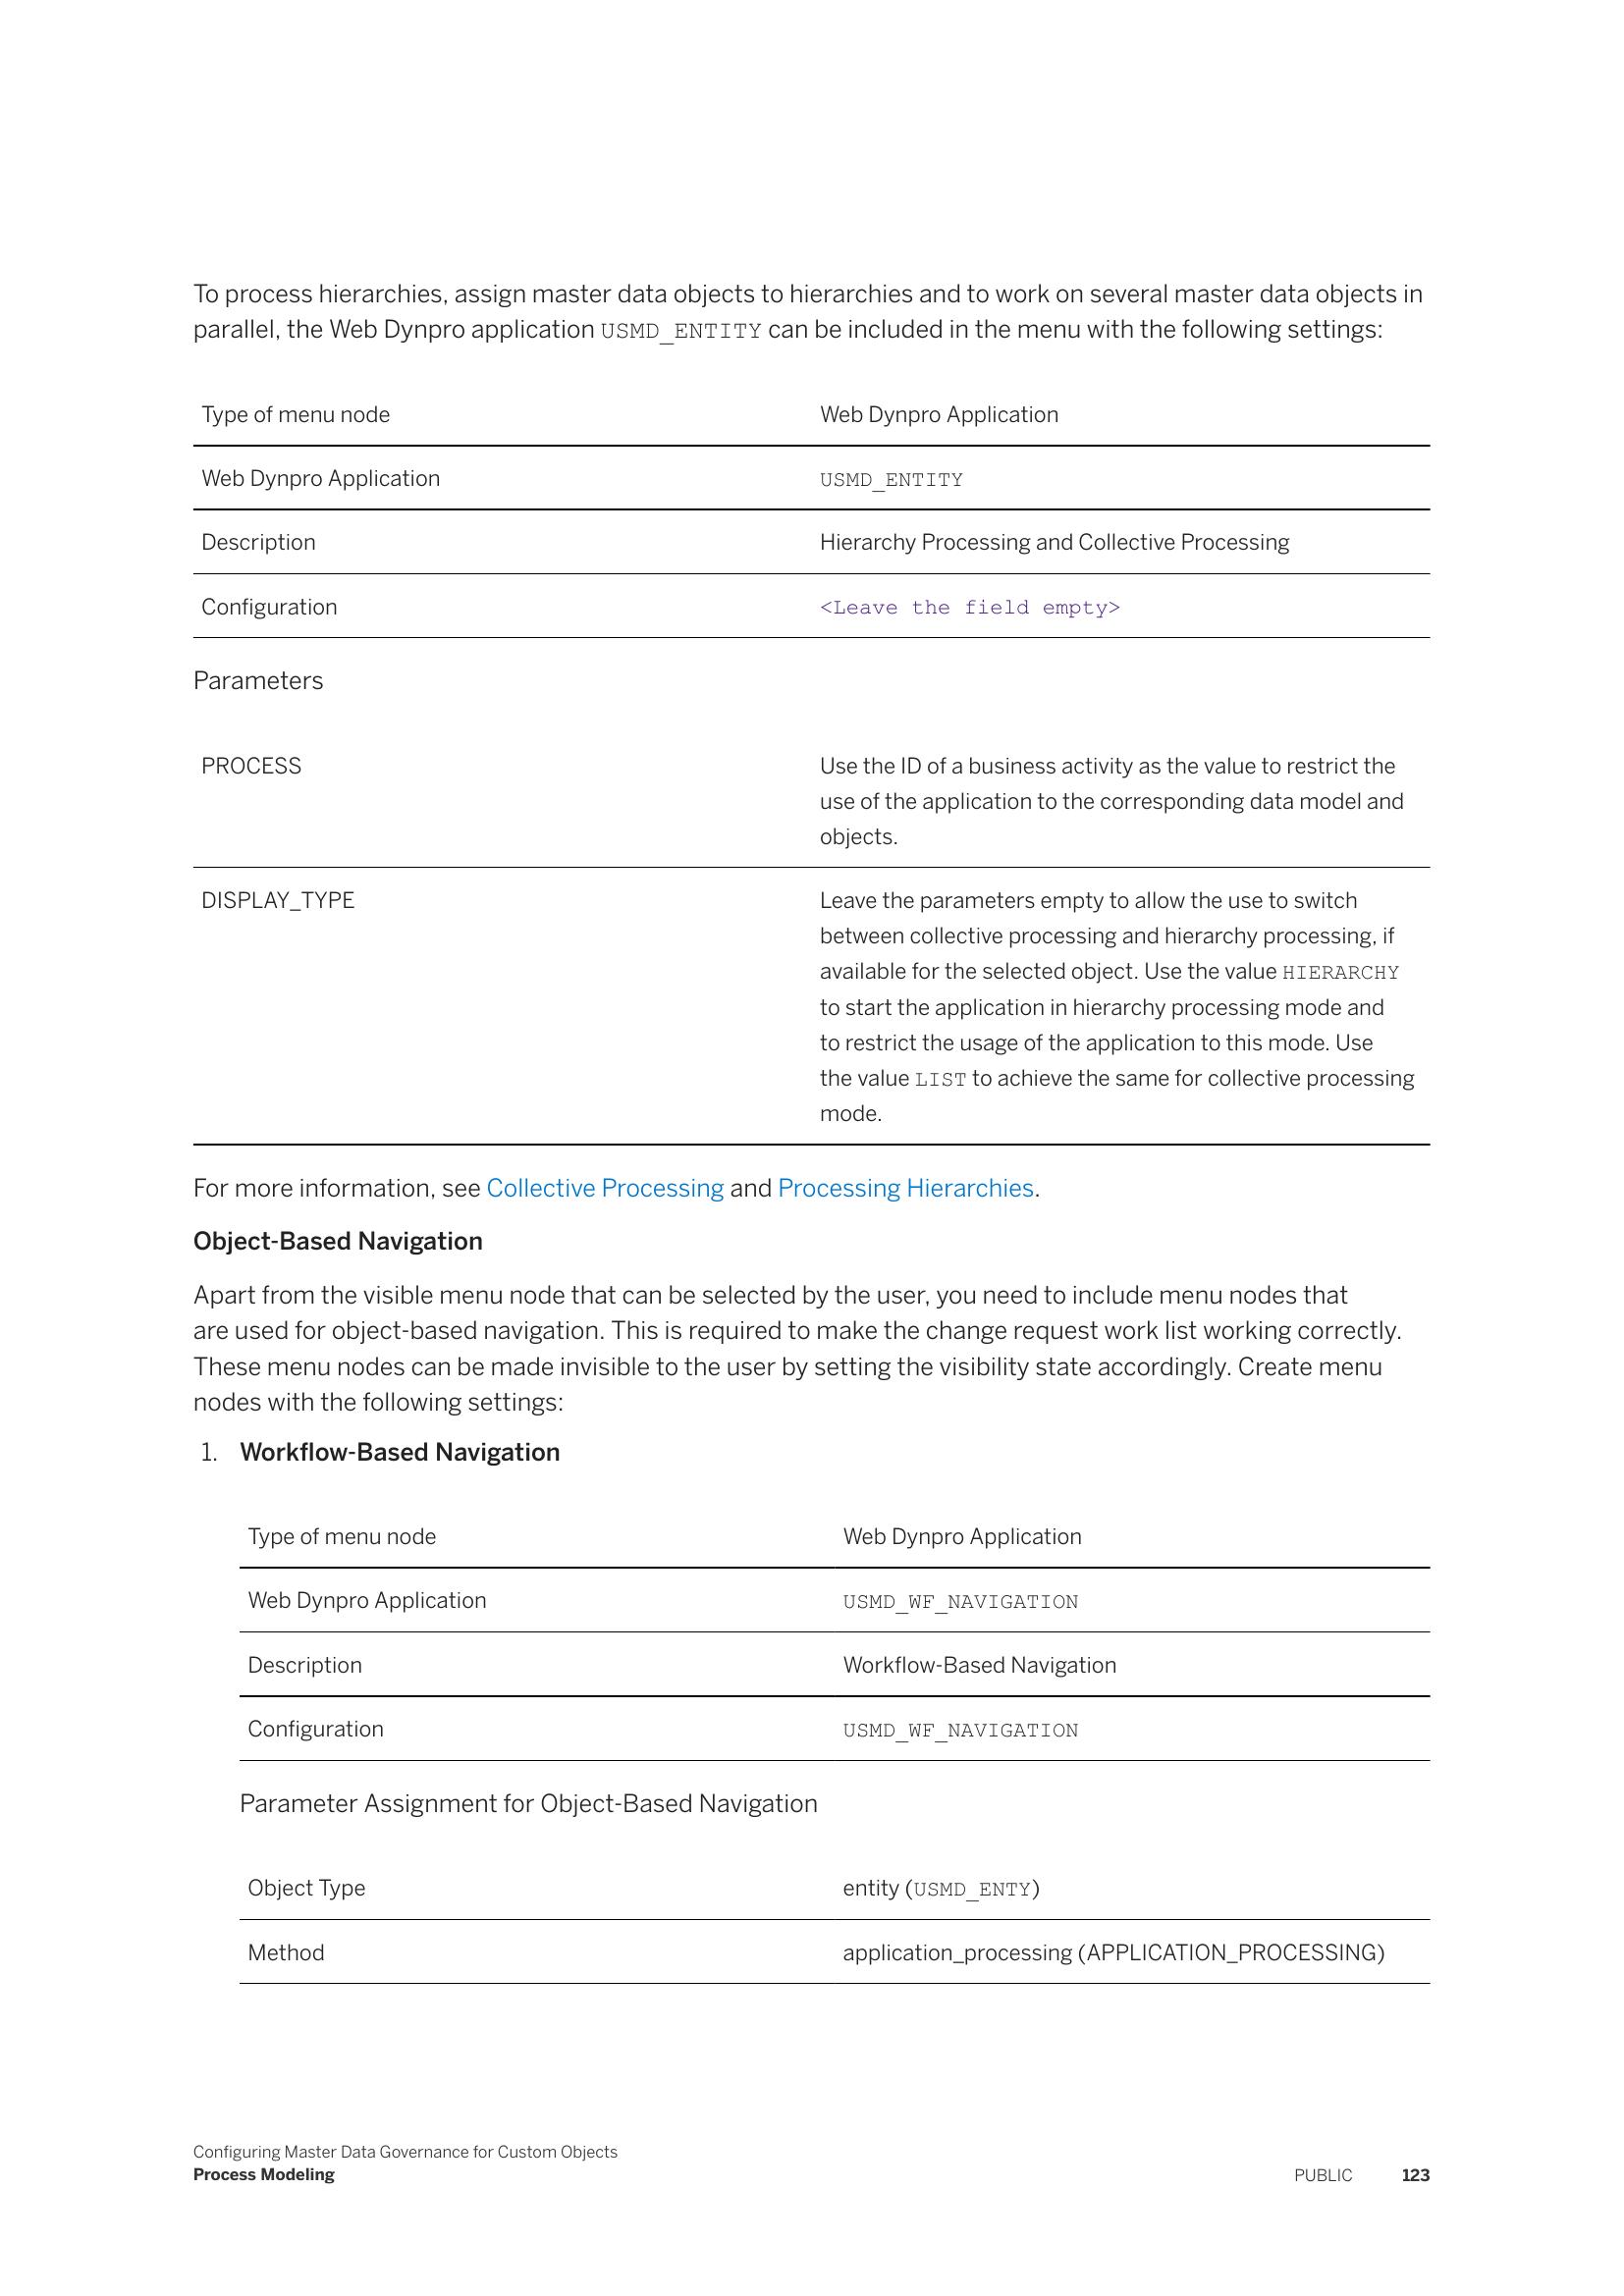 To process hierarchies, assign master data objects to hierarchies and to work on several master data objects in
parallel, the Web Dynpro application USMD_ENTITY can be included in the menu with the following settings:
Type of menu node Web Dynpro Application
Web Dynpro Application USMD_ENTITY
Description Hierarchy Processing and Collective Processing
Configuration <Leave the field empty>
Parameters
PROCESS Use the ID of a business activity as the value to restrict the
use of the application to the corresponding data model and
objects.
DISPLAY_TYPE Leave the parameters empty to allow the use to switch
between collective processing and hierarchy processing, if
available for the selected object. Use the value HIERARCHY
to start the application in hierarchy processing mode and
to restrict the usage of the application to this mode. Use
the value LIST to achieve the same for collective processing
mode.
For more information, see Collective Processing and Processing Hierarchies.
Object-Based Navigation
Apart from the visible menu node that can be selected by the user, you need to include menu nodes that
are used for object-based navigation. This is required to make the change request work list working correctly.
These menu nodes can be made invisible to the user by setting the visibility state accordingly. Create menu
nodes with the following settings:
1. Workflow-Based Navigation
Type of menu node Web Dynpro Application
Web Dynpro Application USMD_WF_NAVIGATION
Description Workflow-Based Navigation
Configuration USMD_WF_NAVIGATION
Parameter Assignment for Object-Based Navigation
Object Type entity (USMD_ENTY)
Method application_processing (APPLICATION_PROCESSING)
Configuring Master Data Governance for Custom Objects
Process Modeling PUBLIC 123